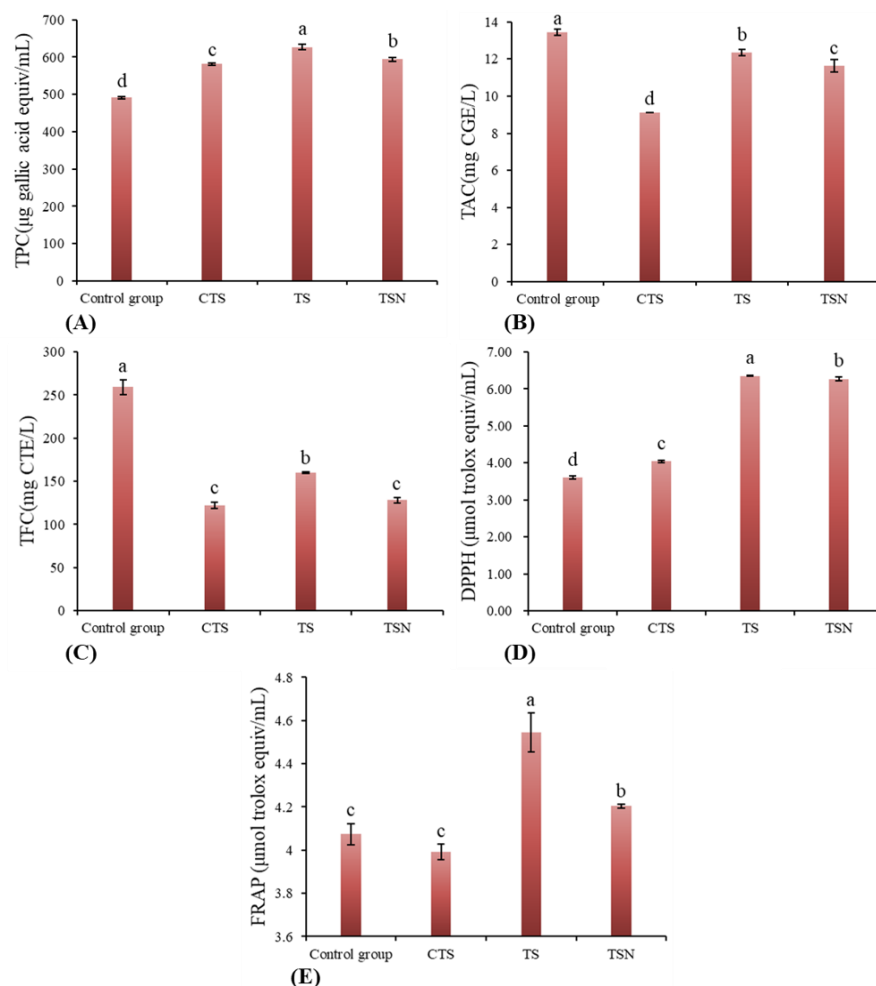 TPC(µg gallic acid equiv/mL)
700
600
500
400
300
200
100
0
d
c
a
b
Control group CTS TS TSN
(A)
TAC(mg CGE/L)
14
12
10
8
6
4
2
0
a
d
b
c
Control group CTS TS TSN
(B)
TFC(mg CTE/L)
300
250
200
150
100
50
0
a
c
b
c
Control group CTS TS TSN
(C)
DPPH (µmol trolox equiv/mL)
7.00
6.00
5.00
4.00
3.00
2.00
1.00
0.00
d
c
a
b
Control group CTS TS TSN
(D)
FRAP (µmol trolox equiv/mL)
4.8
4.6
4.4
4.2
4
3.8
3.6
c
c
a
b
Control group CTS TS TSN
(E)